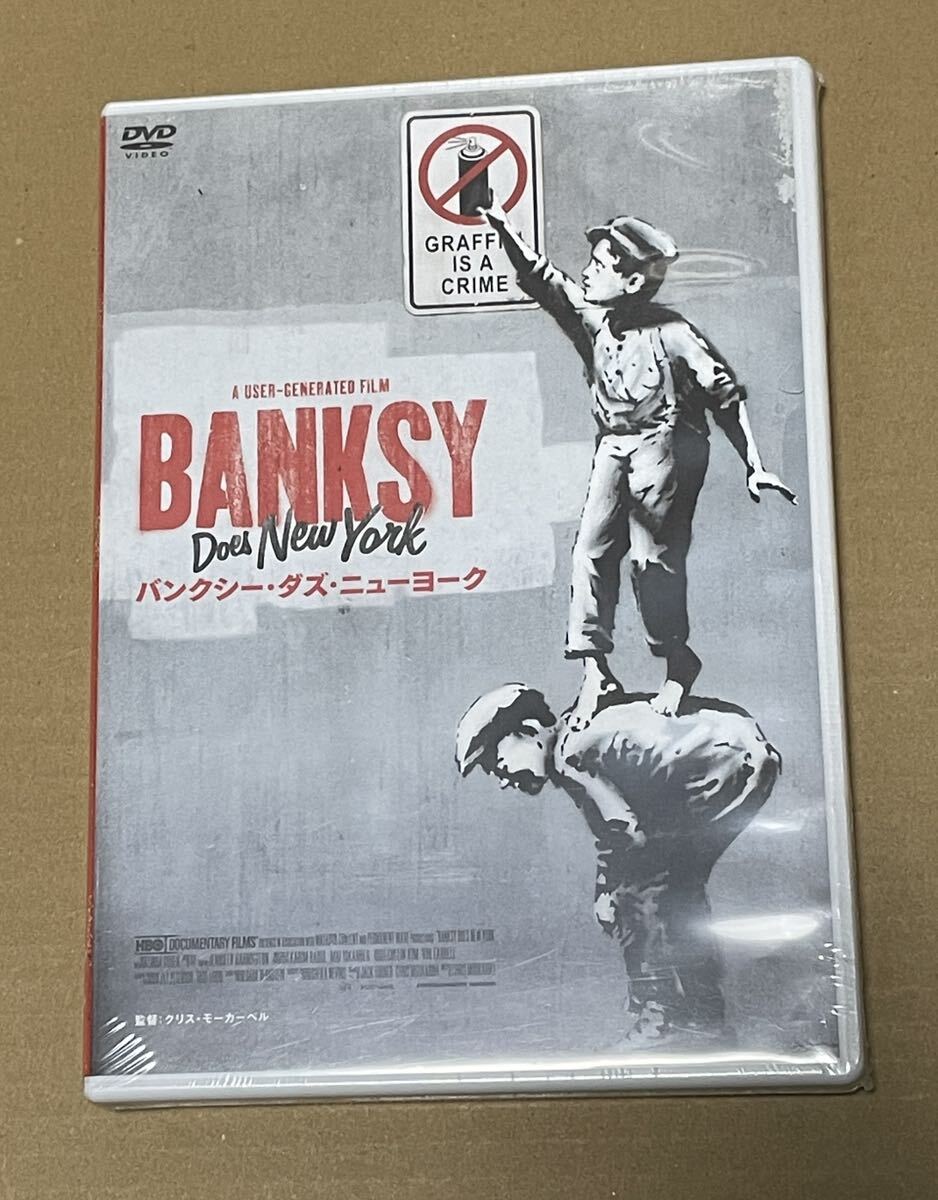 DVD
VIDEO
GRAFFI
IS A
CRIME
A USER-GENERATED FILM
BANKSY
Does New York
バンクシー・ダズ・ニューヨーク
HBO DOCUMENTARY FILMS
監督:クリス・モーカーベル